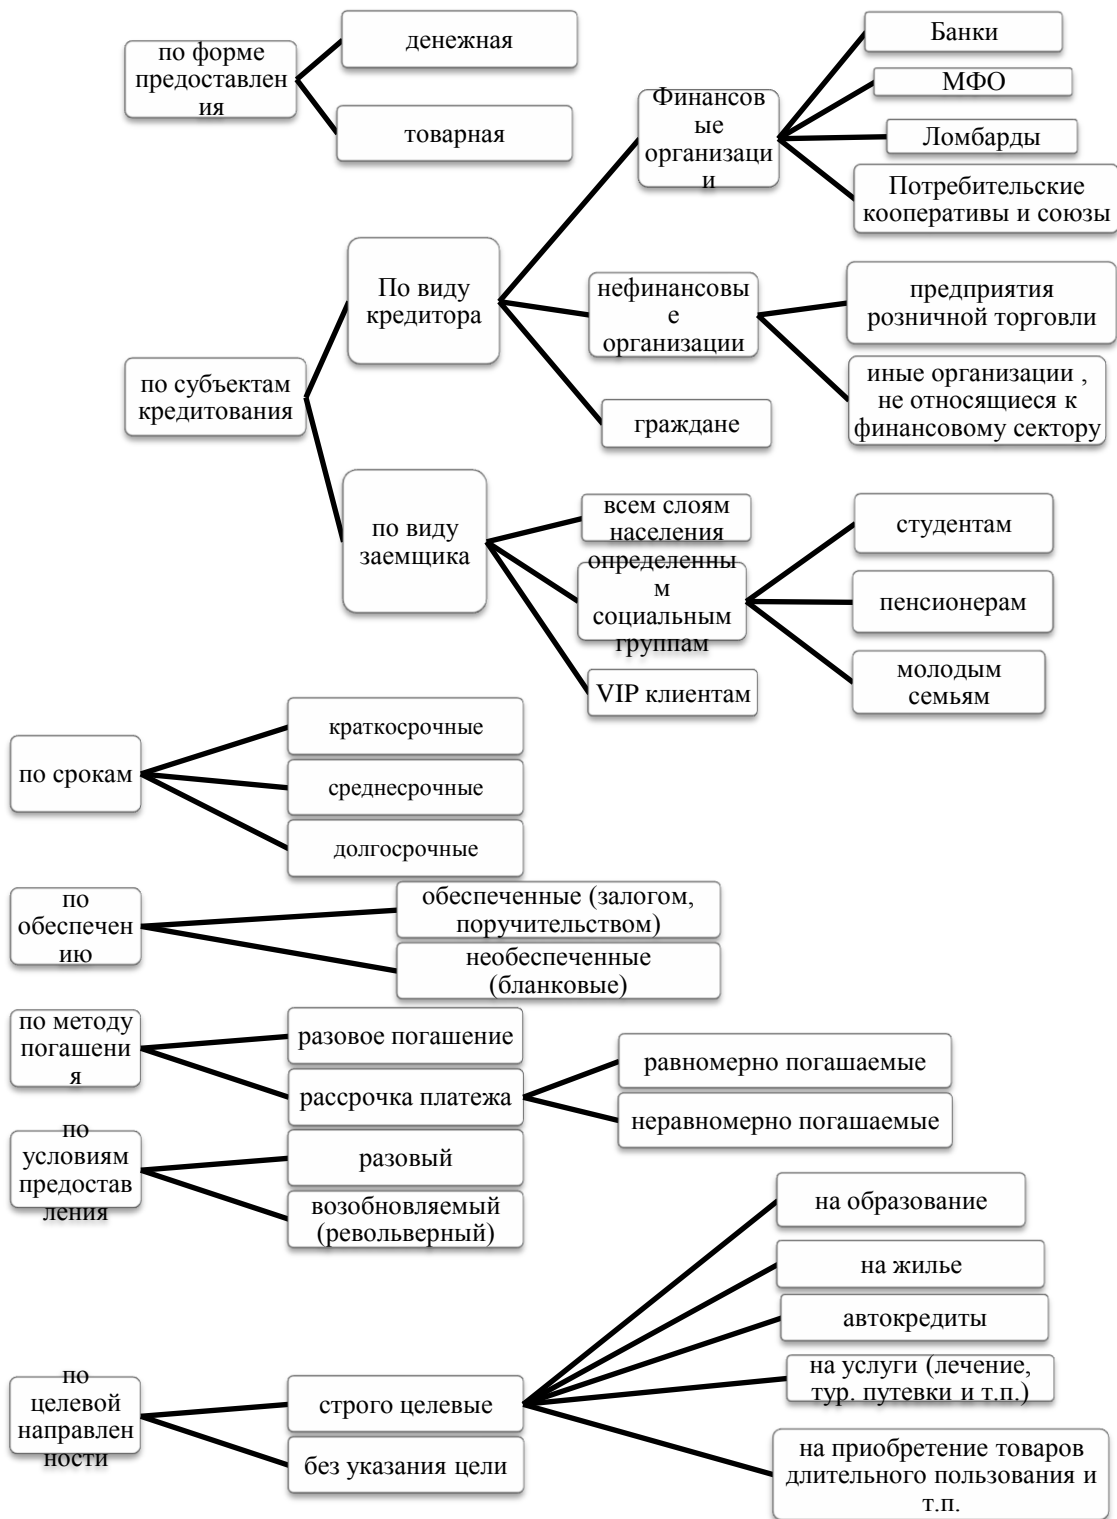 по форме
предоставлен
ия
денежная
товарная
по субъектам
кредитования
По виду
кредитора
Финансов
ые
организаци
и
Банки
МФО
Ломбарды
Потребительские
кооперативы и союзы
нефинансовы
е
организации
предприятия
розничной торговли
иные организации ,
не относящиеся к
финансовому сектору
граждане
по виду
заемщика
всем слоям
населения
определенны
м
социальным
группам
студентам
пенсионерам
молодым
семьям
VIP клиентам
по срокам
краткосрочные
среднесрочные
долгосрочные
по
обеспечен
ию
обеспеченные (залогом,
поручительством)
необеспеченные
(бланковые)
по методу
погашени
я
разовое погашение
рассрочка платежа
равномерно погашаемые
неравномерно погашаемые
по
условиям
предостав
ления
разовый
возобновляемый
(револьверный)
по
целевой
направлен
ности
строго целевые
без указания цели
на образование
на жилье
автокредиты
на услуги (лечение,
тур. путевки и т.п.)
на приобретение товаров
длительного пользования и
т.п.